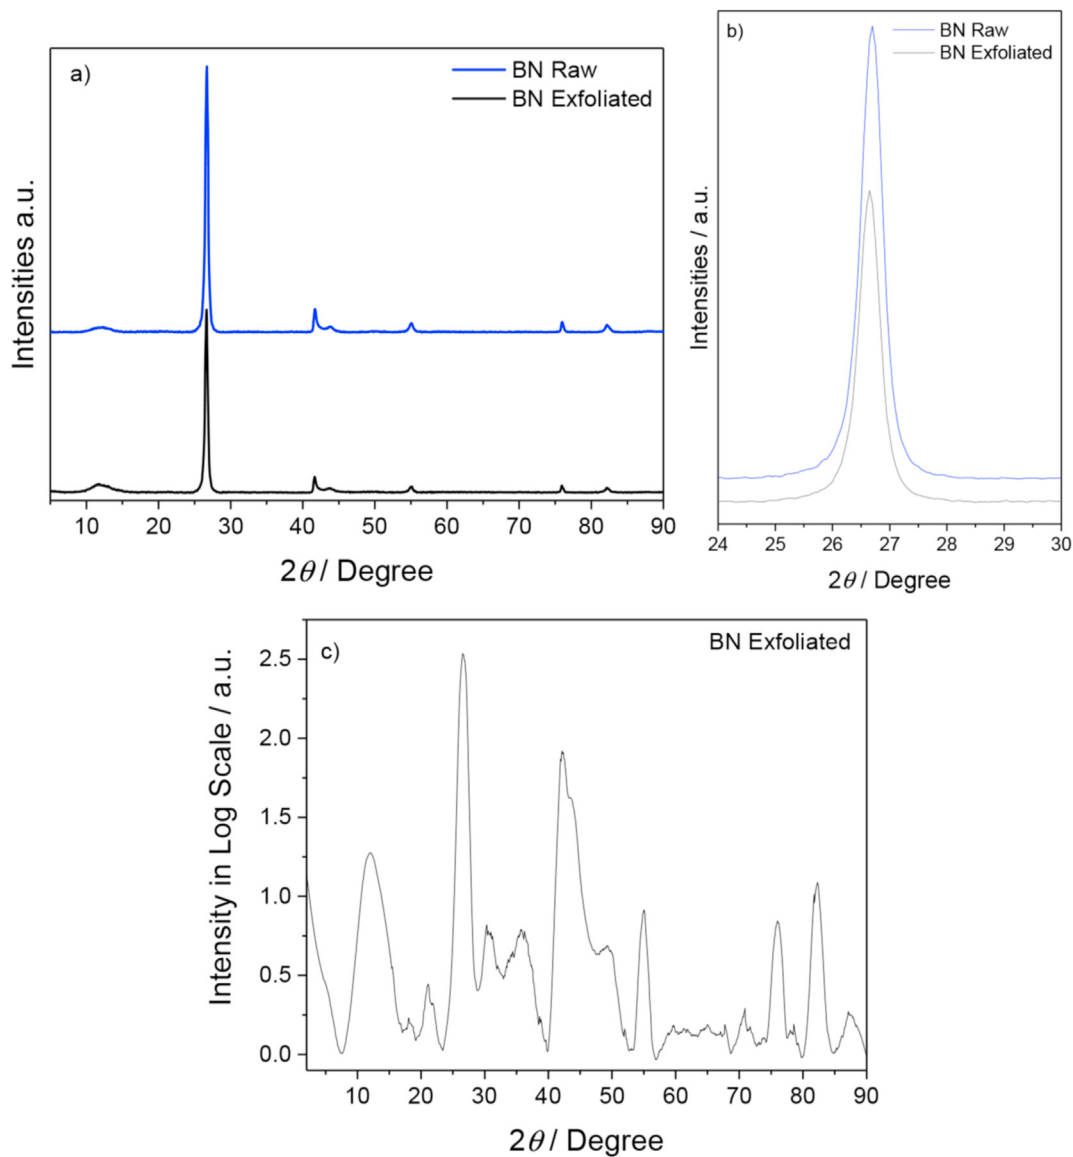 a)
BN Raw
BN Exfoliated
Intensities a.u.
10 20 30 40 50 60 70 80 90
2θ / Degree
b)
BN Raw
BN Exfoliated
Intensities / a.u.
24 25 26 27 28 29 30
2θ / Degree
c)
BN Exfoliated
Intensity in Log Scale / a.u.
2.5
2.0
1.5
1.0
0.5
0.0
10 20 30 40 50 60 70 80 90
2θ / Degree